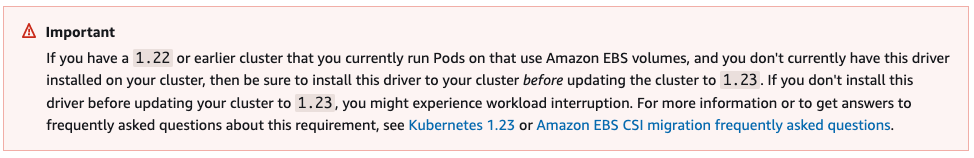 Important
If you have a 1.22 or earlier cluster that you currently run Pods on that use Amazon EBS volumes, and you don't currently have this driver
installed on your cluster, then be sure to install this driver to your cluster before updating the cluster to 1.23. If you don't install this
driver before updating your cluster to 1.23, you might experience workload interruption. For more information or to get answers to
frequently asked questions about this requirement, see Kubernetes 1.23 or Amazon EBS CSI migration frequently asked questions.